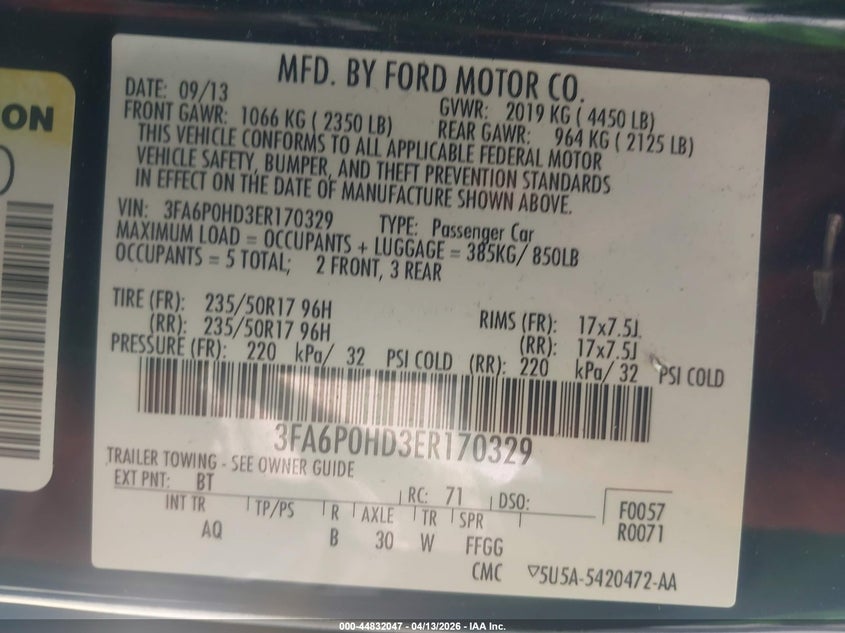 ON
MFD. BY FORD MOTOR CO.
DATE: 09/13 GVWR: 2019 KG ( 4450 LB)
FRONT GAWR: 1066 KG ( 2350 LB) REAR GAWR: 964 KG ( 2125 LB)
THIS VEHICLE CONFORMS TO ALL APPLICABLE FEDERAL MOTOR
VEHICLE SAFETY, BUMPER, AND THEFT PREVENTION STANDARDS
IN EFFECT ON THE DATE OF MANUFACTURE SHOWN ABOVE.
VIN: 3FA6P0HD3ER170329 TYPE: Passenger Car
MAXIMUM LOAD = OCCUPANTS + LUGGAGE = 385KG/ 850LB
OCCUPANTS = 5 TOTAL; 2 FRONT, 3 REAR
TIRE (FR): 235/50R17 96H RIMS (FR): 17x7.5J
(RR): 235/50R17 96H (RR): 17x7.5J
PRESSURE (FR): 220 kPa/ 32 PSI COLD (RR): 220 kPa/ 32 PSI COLD
3FA6P0HD3ER170329
TRAILER TOWING - SEE OWNER GUIDE
EXT PNT: BT RC: 71 DSO: F0057
INT TR TP/PS R AXLE TR SPR R0071
AQ B 30 W FFGG
CMC ▽5U5A-5420472-AA
000-44832047 - 04/13/2026 - IAA Inc.